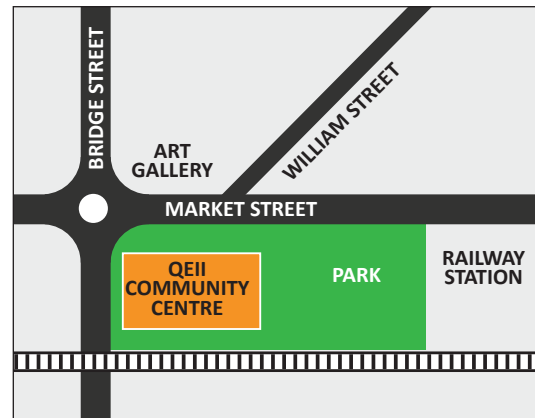 BRIDGE STREET
ART
GALLERY
WILLIAM STREET
MARKET STREET
QEII
COMMUNITY
CENTRE
PARK
RAILWAY
STATION